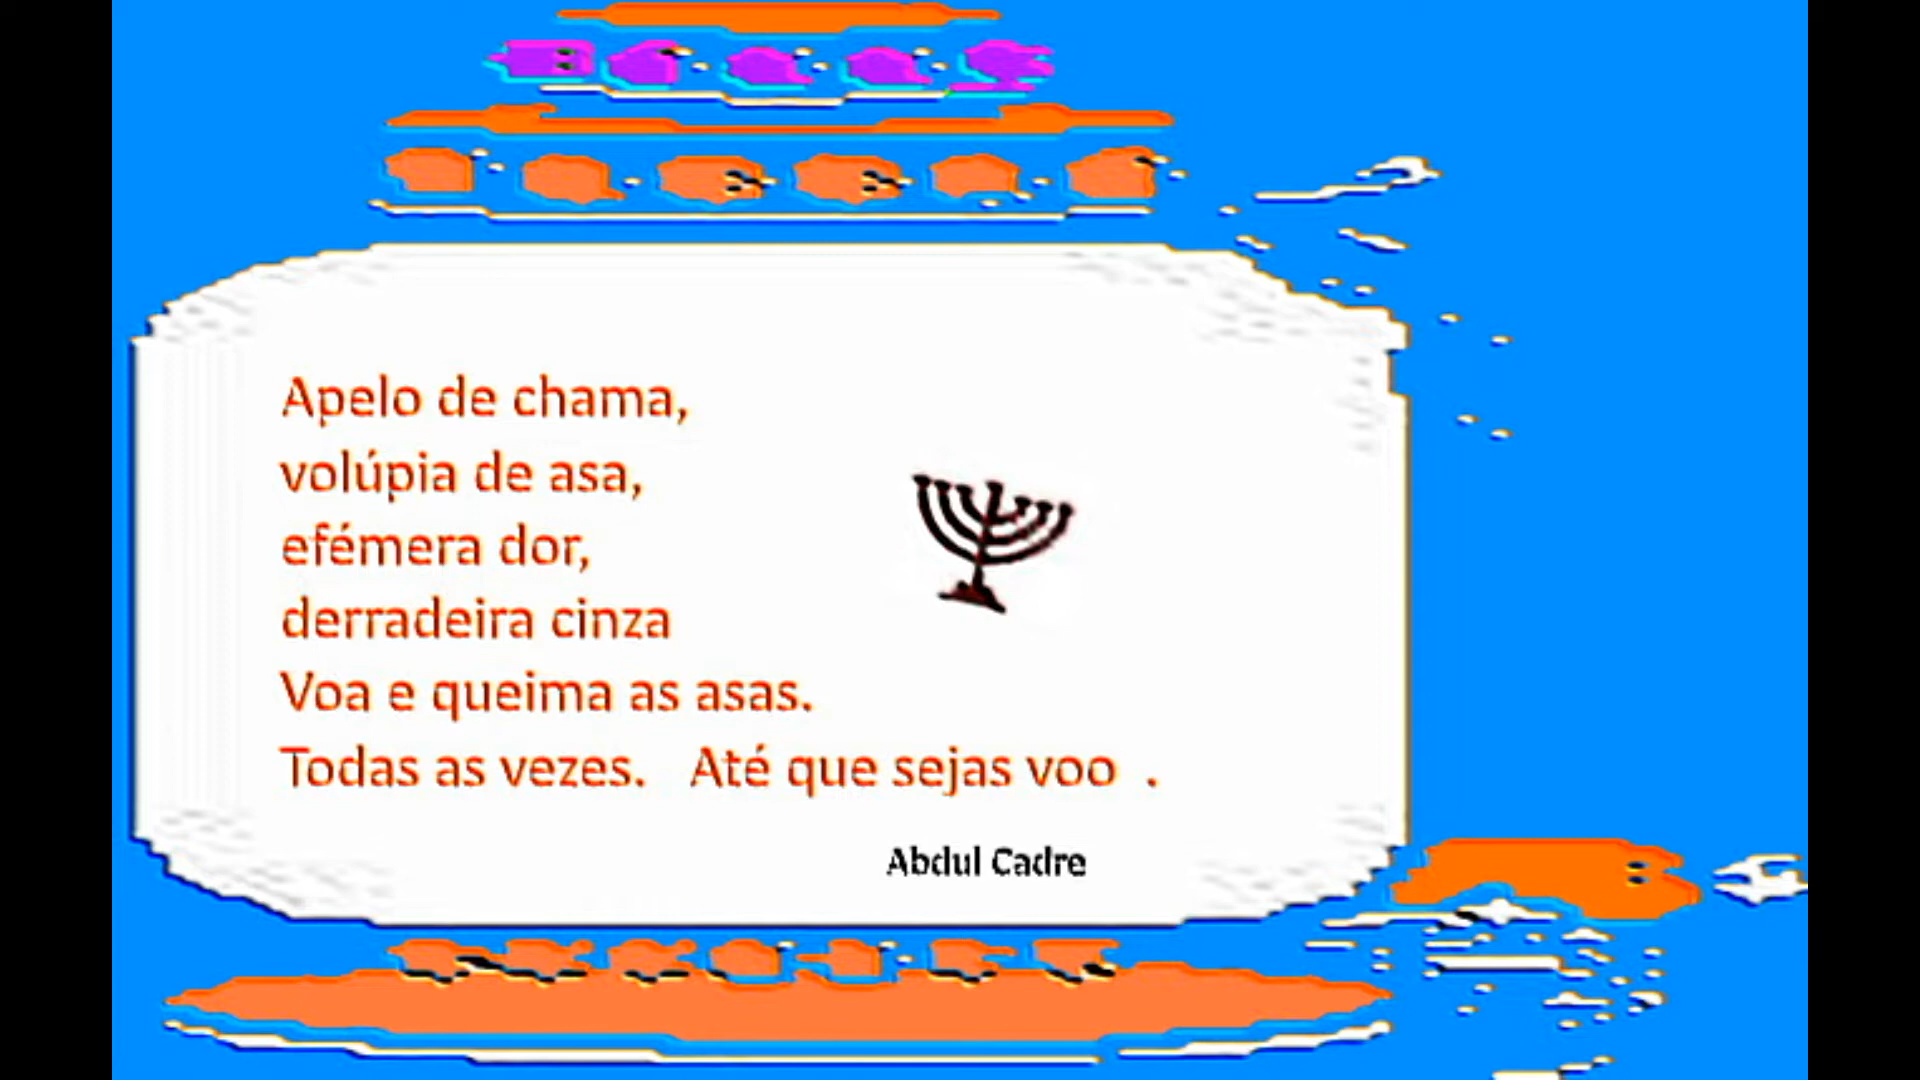 Apelo de chama,
volúpia de asa,
efémera dor,
derradeira cinza
Voa e queima as asas.
Todas as vezes. Até que sejas voo .
Abdul Cadre